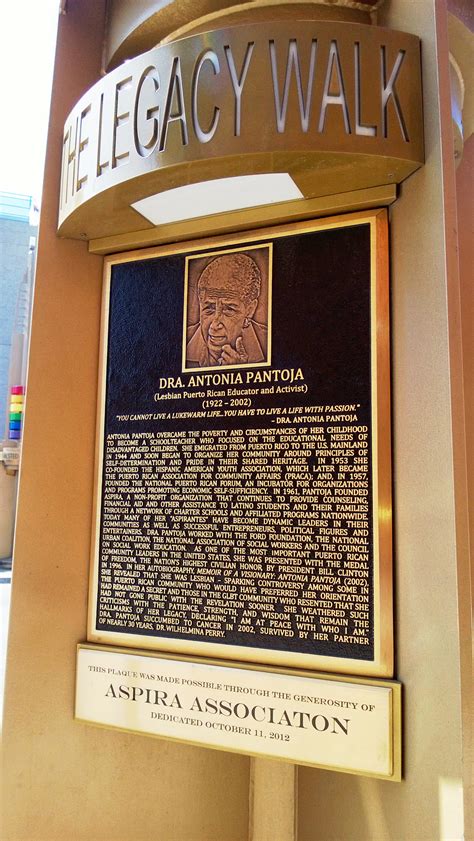 THE LEGACY WALK
DRA. ANTONIA PANTOJA
(Lesbian Puerto Rican Educator and Activist)
(1922 – 2002)
"YOU CANNOT LIVE A LUKEWARM LIFE...YOU HAVE TO LIVE A LIFE WITH PASSION."
– DRA. ANTONIA PANTOJA
ANTONIA PANTOJA OVERCAME THE POVERTY AND CIRCUMSTANCES OF HER CHILDHOOD
TO BECOME A SCHOOLTEACHER WHO FOCUSED ON THE EDUCATIONAL NEEDS OF
DISADVANTAGED CHILDREN. SHE EMIGRATED FROM PUERTO RICO TO THE U.S. MAINLAND
IN 1944 AND SOON BEGAN TO ORGANIZE HER COMMUNITY AROUND PRINCIPLES OF
SELF-DETERMINATION AND PRIDE IN THEIR SHARED HERITAGE. IN 1953 SHE
CO-FOUNDED THE HISPANIC AMERICAN YOUTH ASSOCIATION, WHICH LATER BECAME
THE PUERTO RICAN ASSOCIATION FOR COMMUNITY AFFAIRS (PRACA); AND, IN 1957,
FOUNDED THE NATIONAL PUERTO RICAN FORUM, AN INCUBATOR FOR ORGANIZATIONS
AND PROGRAMS PROMOTING ECONOMIC SELF-SUFFICIENCY. IN 1961, PANTOJA FOUNDED
ASPIRA, A NON-PROFIT ORGANIZATION THAT CONTINUES TO PROVIDE COUNSELING,
FINANCIAL AID AND OTHER ASSISTANCE TO LATINO STUDENTS AND THEIR FAMILIES
THROUGH A NETWORK OF CHARTER SCHOOLS AND AFFILIATED PROGRAMS NATIONWIDE.
TODAY MANY OF HER "ASPIRANTES" HAVE BECOME DYNAMIC LEADERS IN THEIR
COMMUNITIES AS WELL AS SUCCESSFUL ENTREPRENEURS, POLITICAL FIGURES AND
ENTERTAINERS. DRA. PANTOJA WORKED WITH THE FORD FOUNDATION, THE NATIONAL
URBAN COALITION, THE NATIONAL ASSOCIATION OF SOCIAL WORKERS AND THE COUNCIL
ON SOCIAL WORK EDUCATION. AS ONE OF THE MOST IMPORTANT PUERTO RICAN
COMMUNITY LEADERS IN THE UNITED STATES, SHE WAS PRESENTED WITH THE MEDAL
OF FREEDOM, THE NATION'S HIGHEST CIVILIAN HONOR, BY PRESIDENT BILL CLINTON
IN 1996. IN HER AUTOBIOGRAPHY, MEMOIR OF A VISIONARY: ANTONIA PANTOJA (2002),
SHE REVEALED THAT SHE WAS LESBIAN – SPARKING CONTROVERSY AMONG SOME IN
THE PUERTO RICAN COMMUNITY WHO WOULD HAVE PREFERRED HER ORIENTATION
HAD REMAINED A SECRET AND THOSE IN THE GLBT COMMUNITY WHO RESENTED THAT SHE
HAD NOT GONE PUBLIC WITH THE REVELATION SOONER. SHE WEATHERED SUCH
CRITICISMS WITH THE PATIENCE, STRENGTH, AND WISDOM THAT REMAIN THE
HALLMARKS OF HER LEGACY DECLARING "I AM AT PEACE WITH WHO I AM."
DRA. PANTOJA SUCCUMBED TO CANCER IN 2002, SURVIVED BY HER PARTNER
OF NEARLY 30 YEARS, DR.WILHELMINA PERRY.
THIS PLAQUE WAS MADE POSSIBLE THROUGH THE GENEROSITY OF
ASPIRA ASSOCIATON
DEDICATED OCTOBER 11, 2012